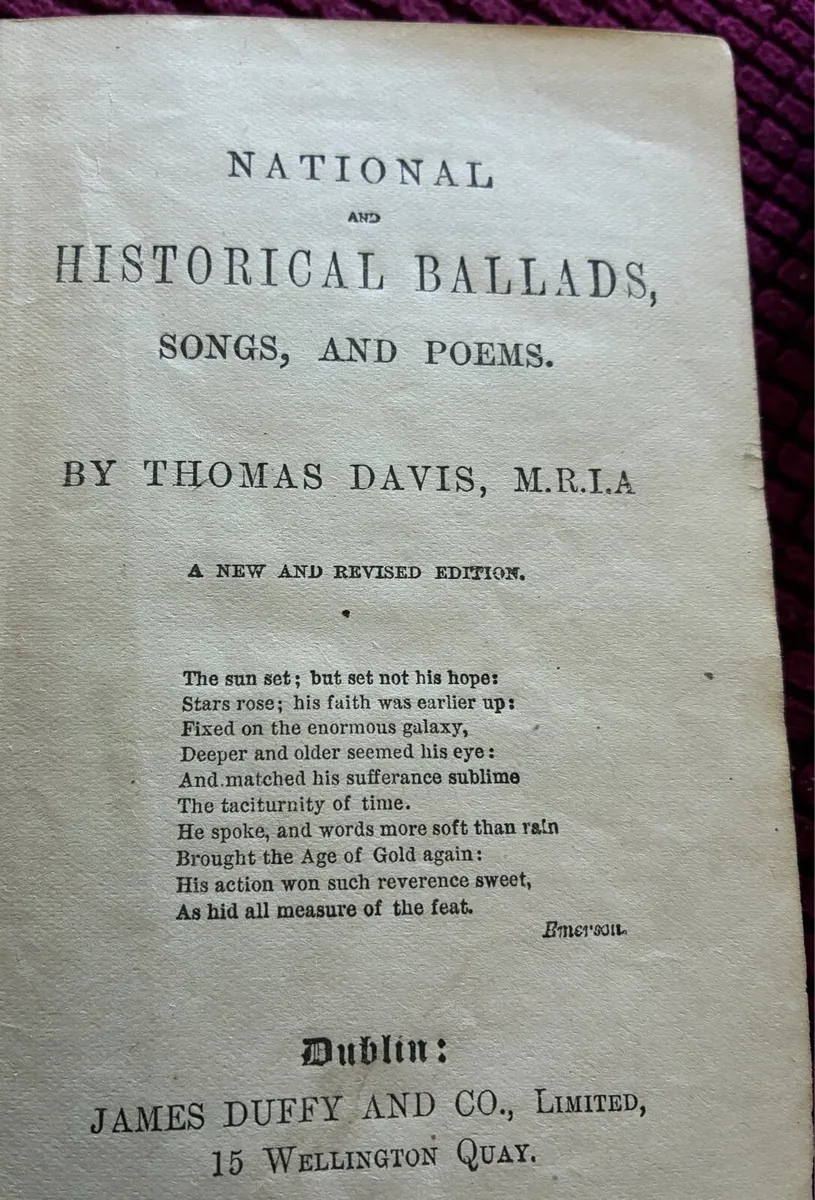 NATIONAL
AND
HISTORICAL BALLADS,
SONGS, AND POEMS.
BY THOMAS DAVIS, M.R.I.A
A NEW AND REVISED EDITION.
The sun set; but set not his hope:
Stars rose; his faith was earlier up:
Fixed on the enormous galaxy,
Deeper and older seemed his eye:
And matched his sufferance sublime
The taciturnity of time.
He spoke, and words more soft than rain
Brought the Age of Gold again:
His action won such reverence sweet,
As hid all measure of the feat.
Emerson.
Dublin:
JAMES DUFFY AND CO., LIMITED,
15 WELLINGTON QUAY.